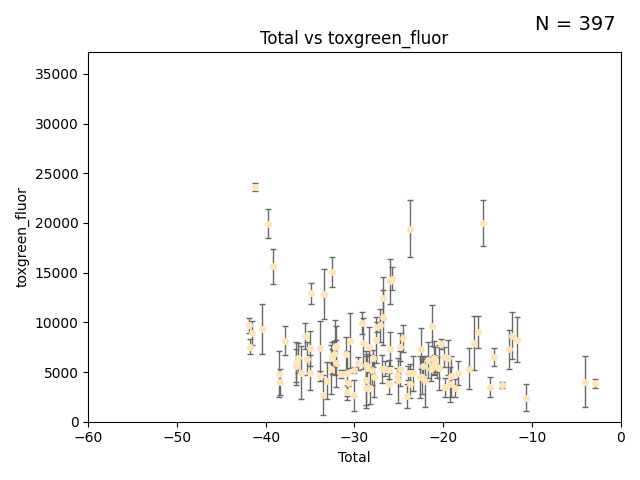 N = 397
Total vs toxgreen_fluor
35000
30000
25000
20000
15000
10000
5000
0
toxgreen_fluor
−60 −50 −40 −30 −20 −10 0
Total